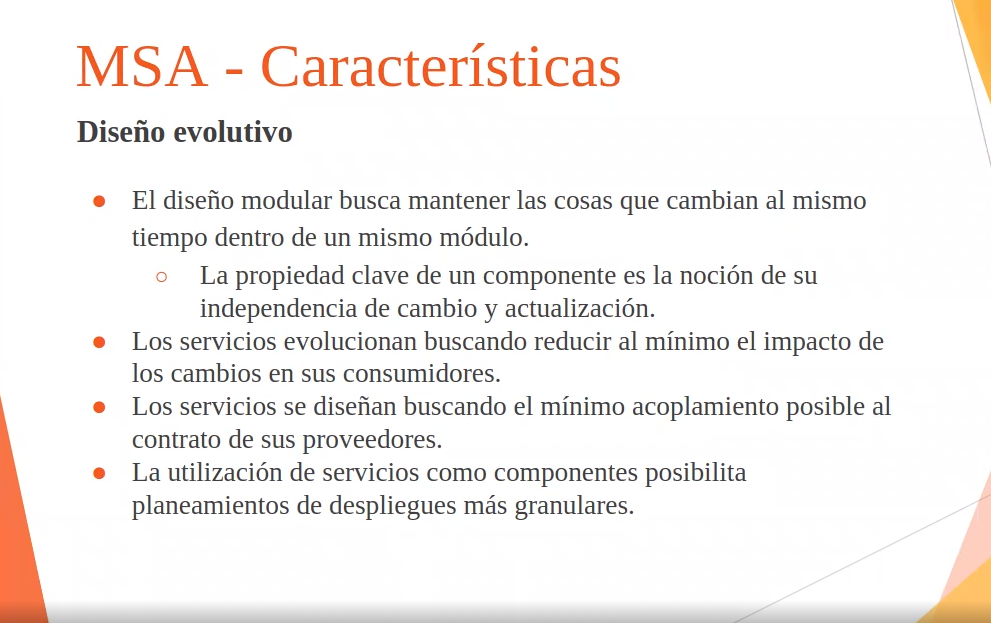 MSA - Características
Diseño evolutivo
● El diseño modular busca mantener las cosas que cambian al mismo
tiempo dentro de un mismo módulo.
○ La propiedad clave de un componente es la noción de su
independencia de cambio y actualización.
● Los servicios evolucionan buscando reducir al mínimo el impacto de
los cambios en sus consumidores.
● Los servicios se diseñan buscando el mínimo acoplamiento posible al
contrato de sus proveedores.
● La utilización de servicios como componentes posibilita
planeamientos de despliegues más granulares.